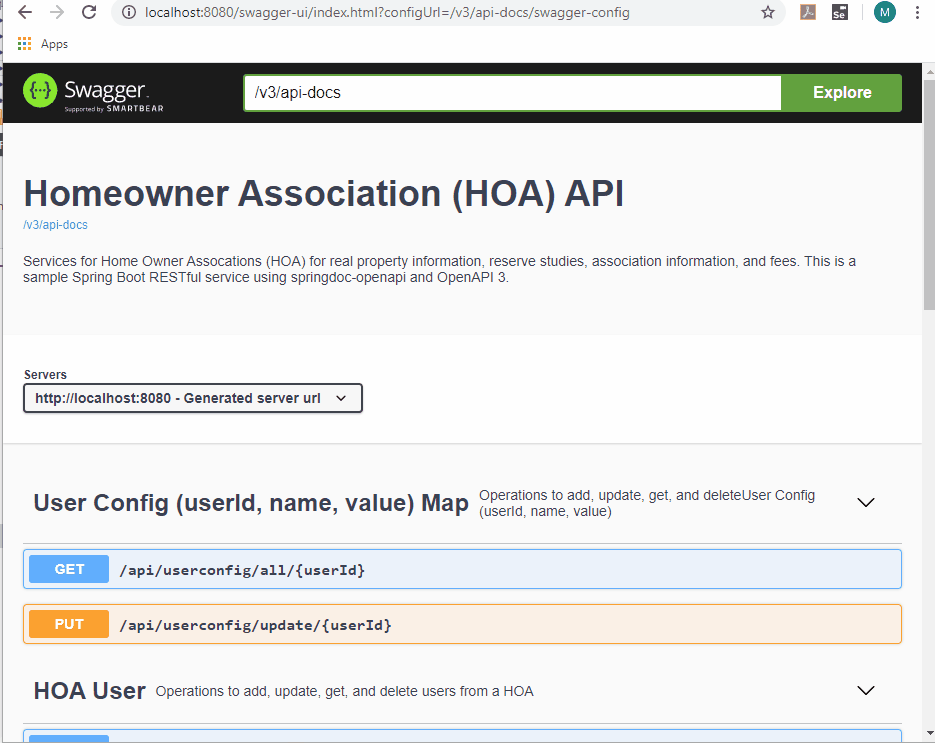 localhost:8080/swagger-ui/index.html?configUrl=/v3/api-docs/swagger-config
Se
M
Apps
{··}
Swagger.
Supported by SMARTBEAR
/v3/api-docs
Explore
Homeowner Association (HOA) API
/v3/api-docs
Services for Home Owner Assocations (HOA) for real property information, reserve studies, association information, and fees. This is a
sample Spring Boot RESTful service using springdoc-openapi and OpenAPI 3.
Servers
http://localhost:8080 - Generated server url
User Config (userId, name, value) Map
Operations to add, update, get, and deleteUser Config
(userId, name, value)
GET /api/userconfig/all/{userId}
PUT /api/userconfig/update/{userId}
HOA User Operations to add, update, get, and delete users from a HOA